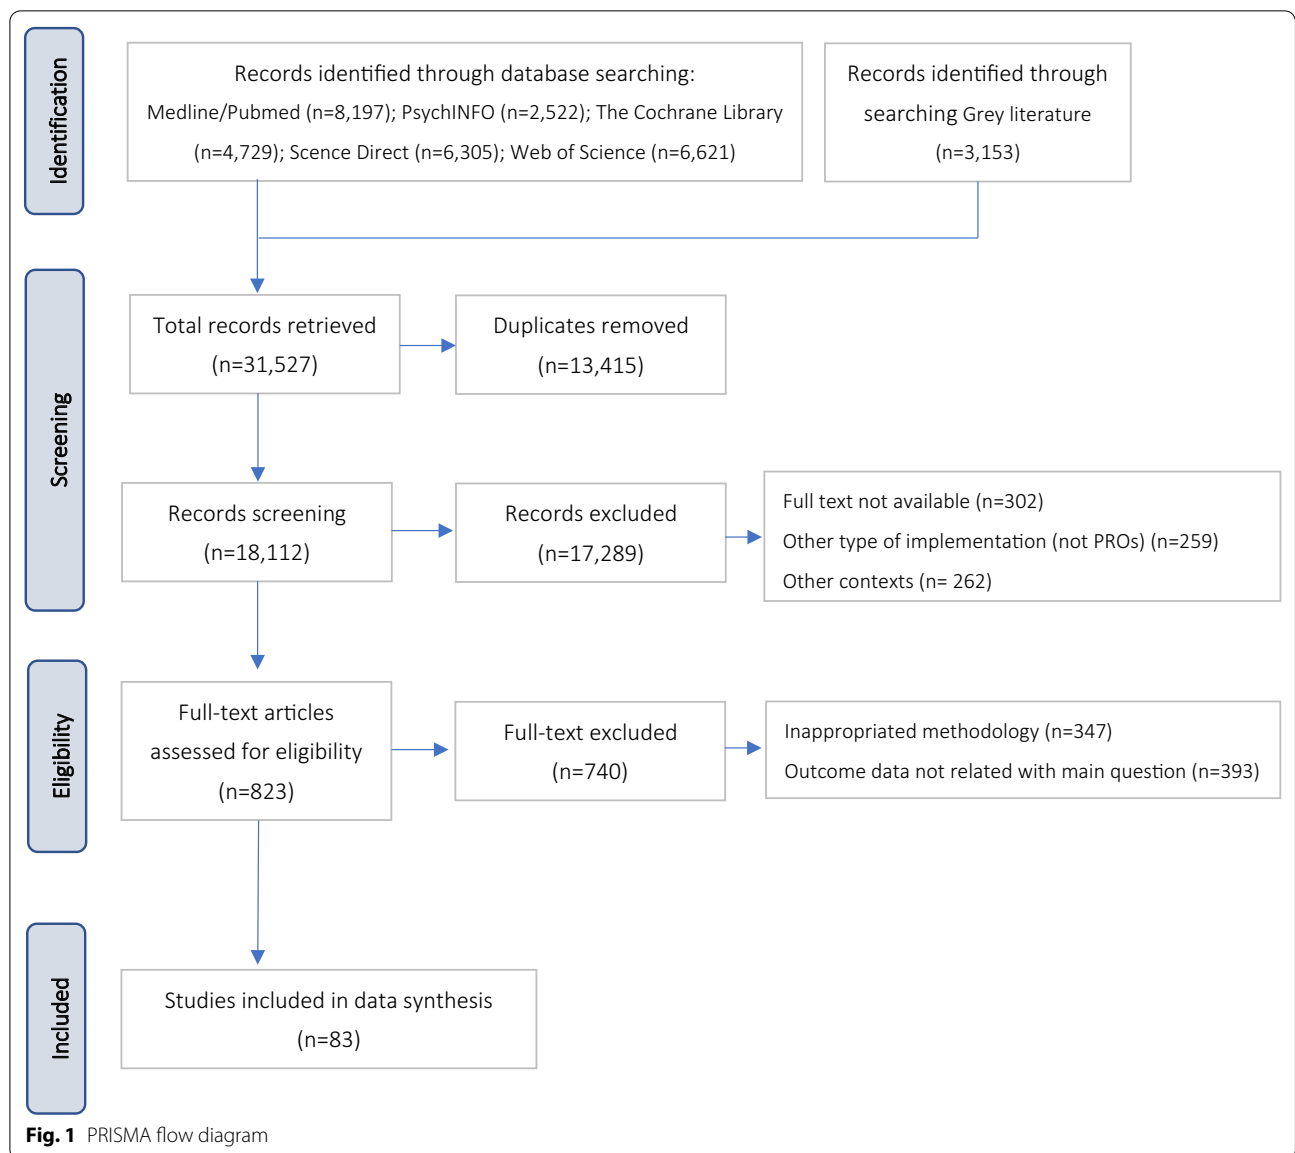 Identification
Records identified through database searching:
Medline/Pubmed (n=8,197); PsychINFO (n=2,522); The Cochrane Library
(n=4,729); Scence Direct (n=6,305); Web of Science (n=6,621)
Records identified through
searching Grey literature
(n=3,153)
Screening
Total records retrieved
(n=31,527)
Duplicates removed
(n=13,415)
Records screening
(n=18,112)
Records excluded
(n=17,289)
Full text not available (n=302)
Other type of implementation (not PROs) (n=259)
Other contexts (n= 262)
Eligibility
Full-text articles
assessed for eligibility
(n=823)
Full-text excluded
(n=740)
Inappropriated methodology (n=347)
Outcome data not related with main question (n=393)
Included
Studies included in data synthesis
(n=83)
Fig. 1 PRISMA flow diagram